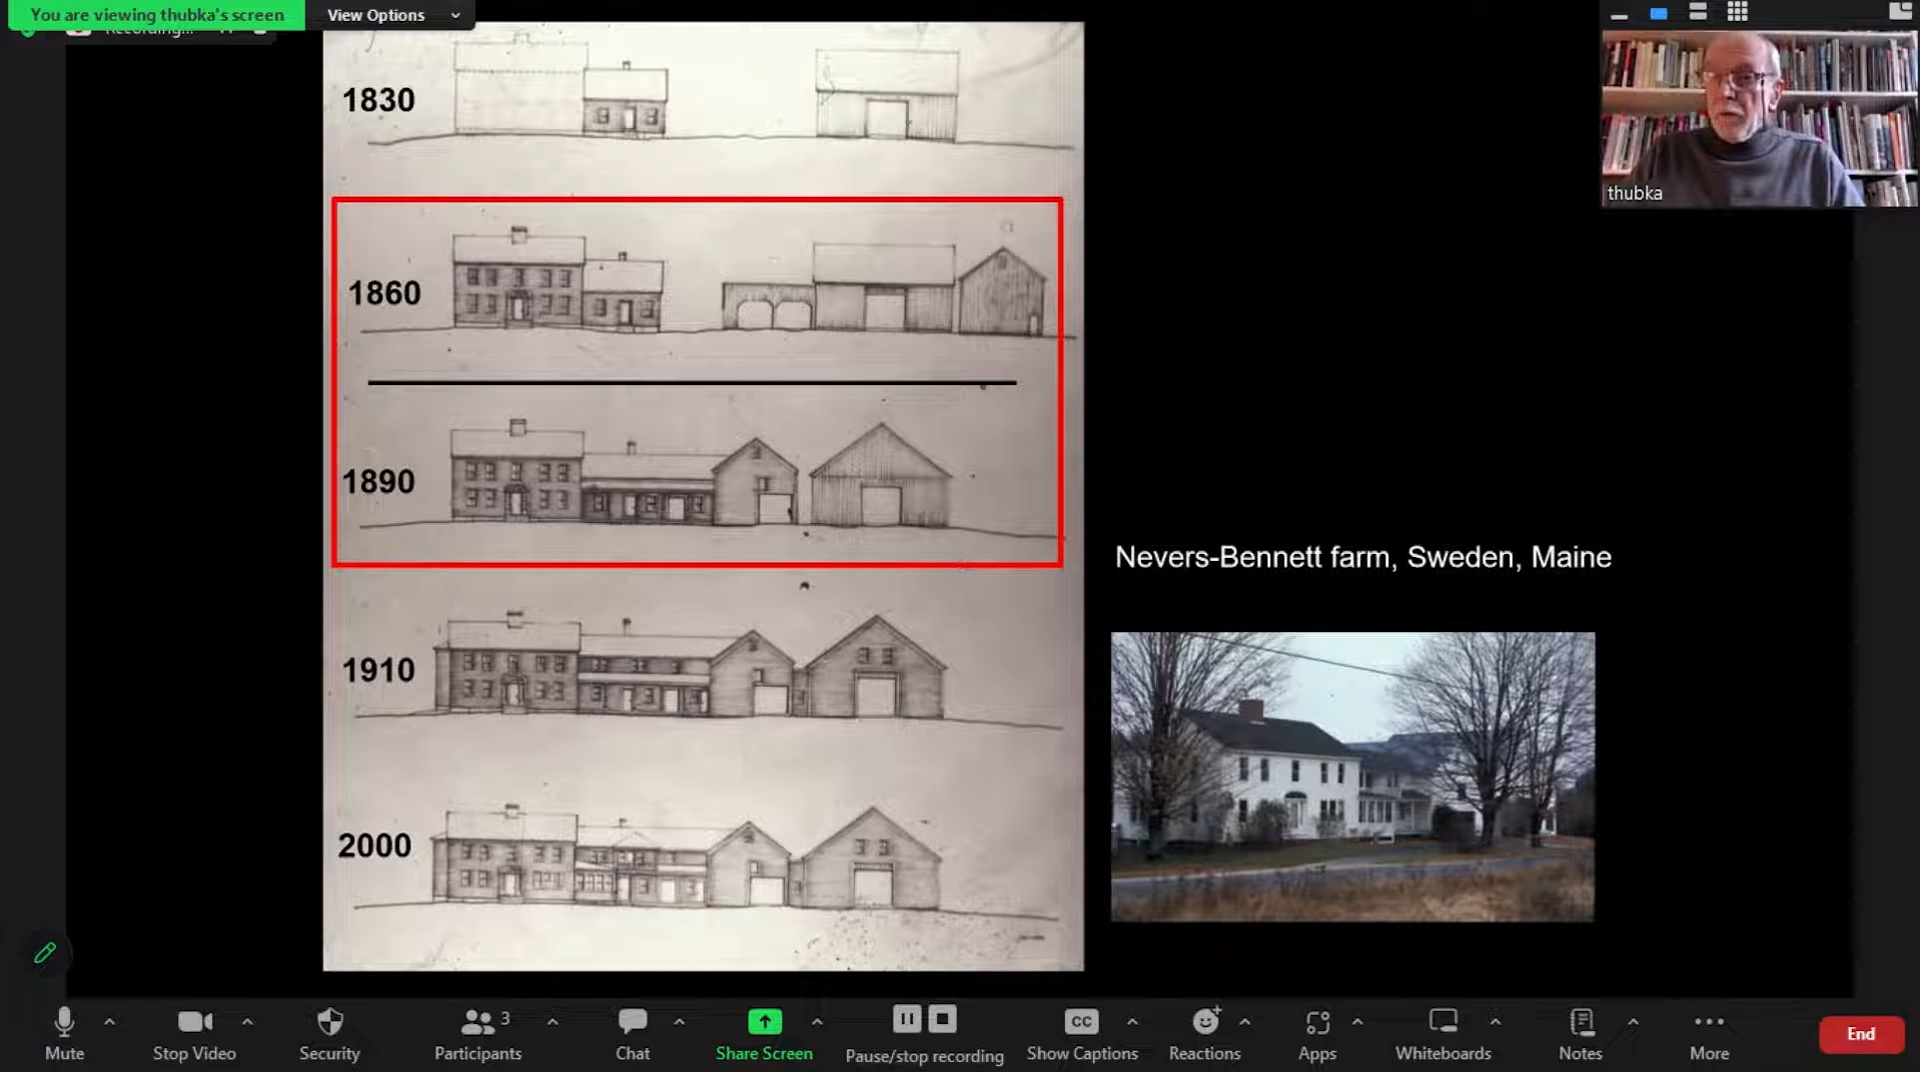 You are viewing thubka's screen
View Options
Recording...
thubka
1830
1860
1890
1910
2000
Nevers-Bennett farm, Sweden, Maine
Mute
Stop Video
Security
3
Participants
Chat
Share Screen
Pause/stop recording
CC
Show Captions
Reactions
Apps
Whiteboards
Notes
More
End